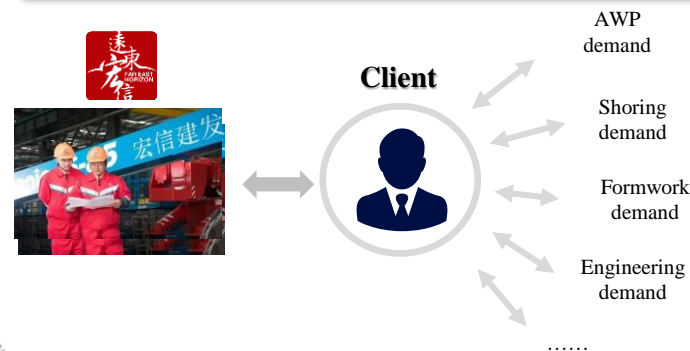 遠東宏信
FAR EAST
HORIZON
宏信建发
Client
AWP
demand
Shoring
demand
Formwork
demand
Engineering
demand
……